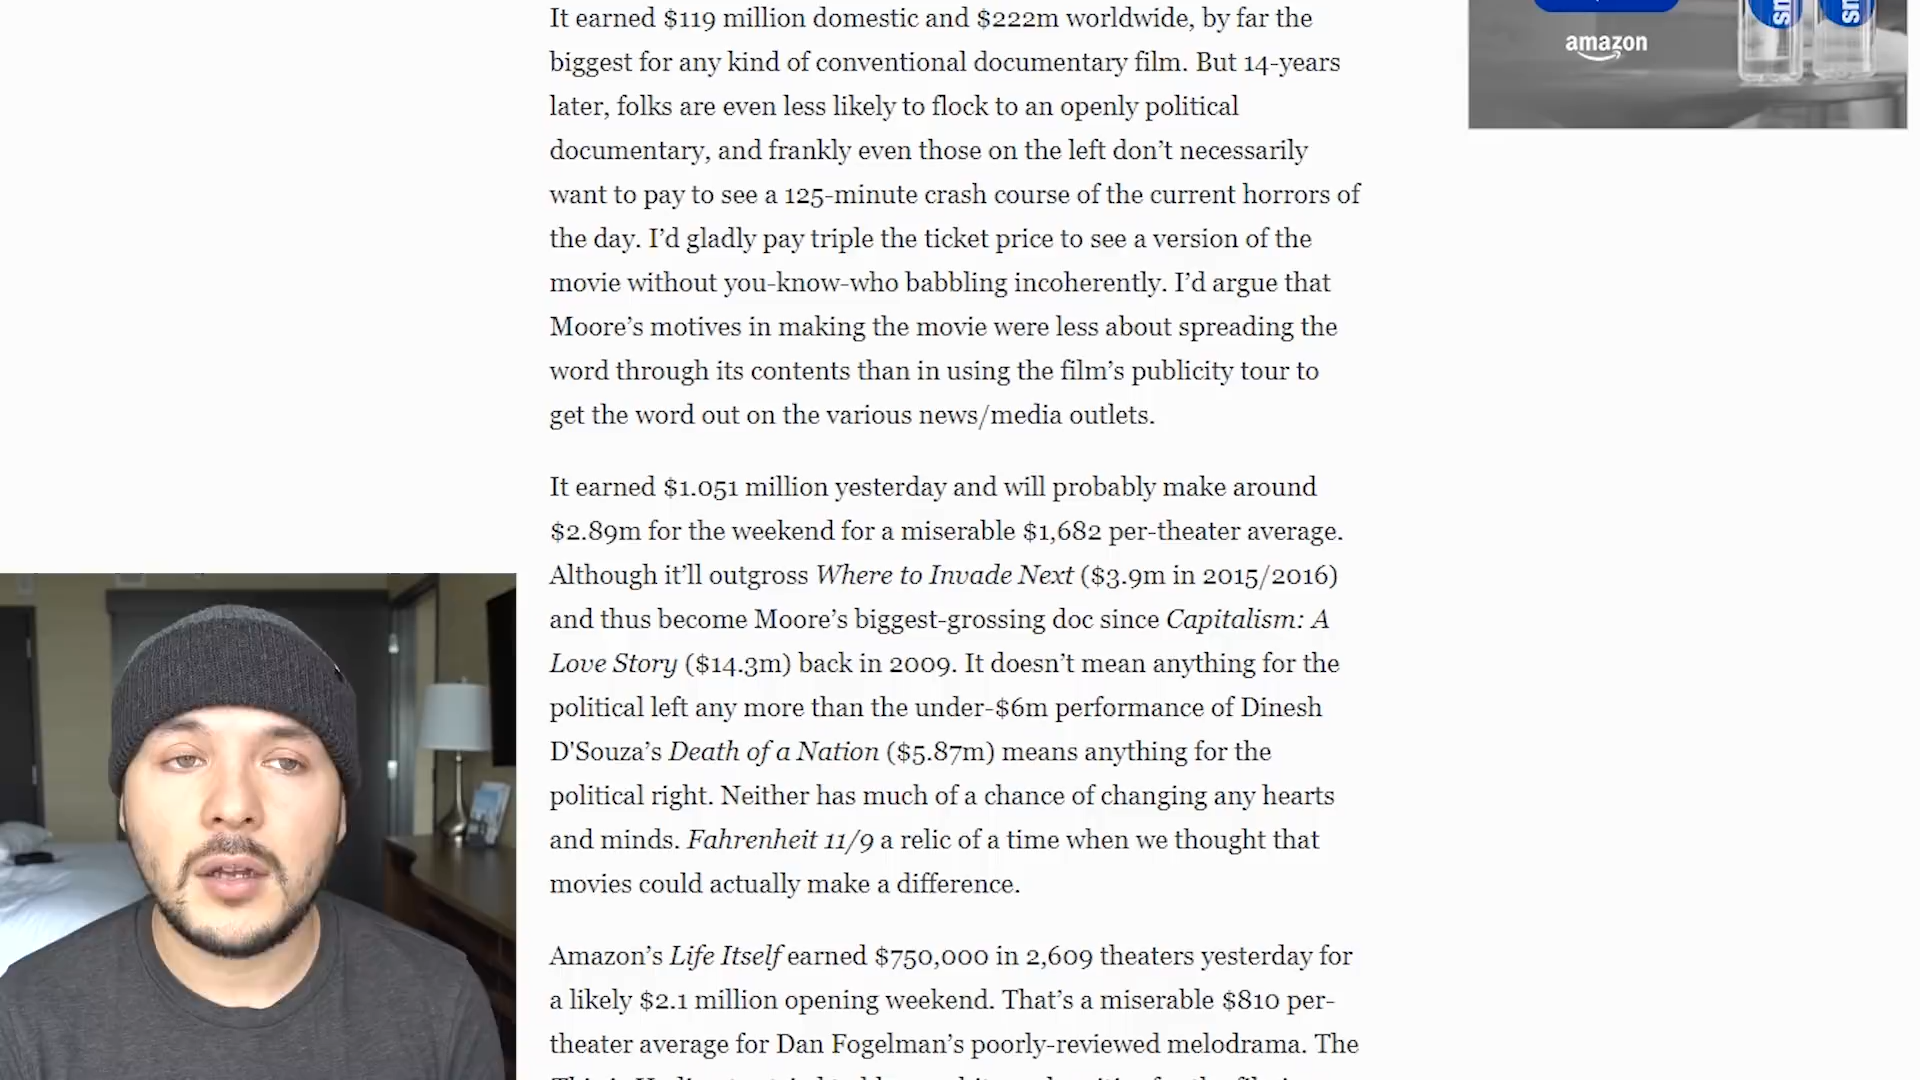 It earned $119 million domestic and $222m worldwide, by far the
biggest for any kind of conventional documentary film. But 14-years
later, folks are even less likely to flock to an openly political
documentary, and frankly even those on the left don’t necessarily
want to pay to see a 125-minute crash course of the current horrors of
the day. I’d gladly pay triple the ticket price to see a version of the
movie without you-know-who babbling incoherently. I’d argue that
Moore’s motives in making the movie were less about spreading the
word through its contents than in using the film’s publicity tour to
get the word out on the various news/media outlets.
It earned $1.051 million yesterday and will probably make around
$2.89m for the weekend for a miserable $1,682 per-theater average.
Although it’ll outgross Where to Invade Next ($3.9m in 2015/2016)
and thus become Moore’s biggest-grossing doc since Capitalism: A
Love Story ($14.3m) back in 2009. It doesn’t mean anything for the
political left any more than the under-$6m performance of Dinesh
D'Souza’s Death of a Nation ($5.87m) means anything for the
political right. Neither has much of a chance of changing any hearts
and minds. Fahrenheit 11/9 a relic of a time when we thought that
movies could actually make a difference.
Amazon’s Life Itself earned $750,000 in 2,609 theaters yesterday for
a likely $2.1 million opening weekend. That’s a miserable $810 per-
theater average for Dan Fogelman’s poorly-reviewed melodrama. The
amazon